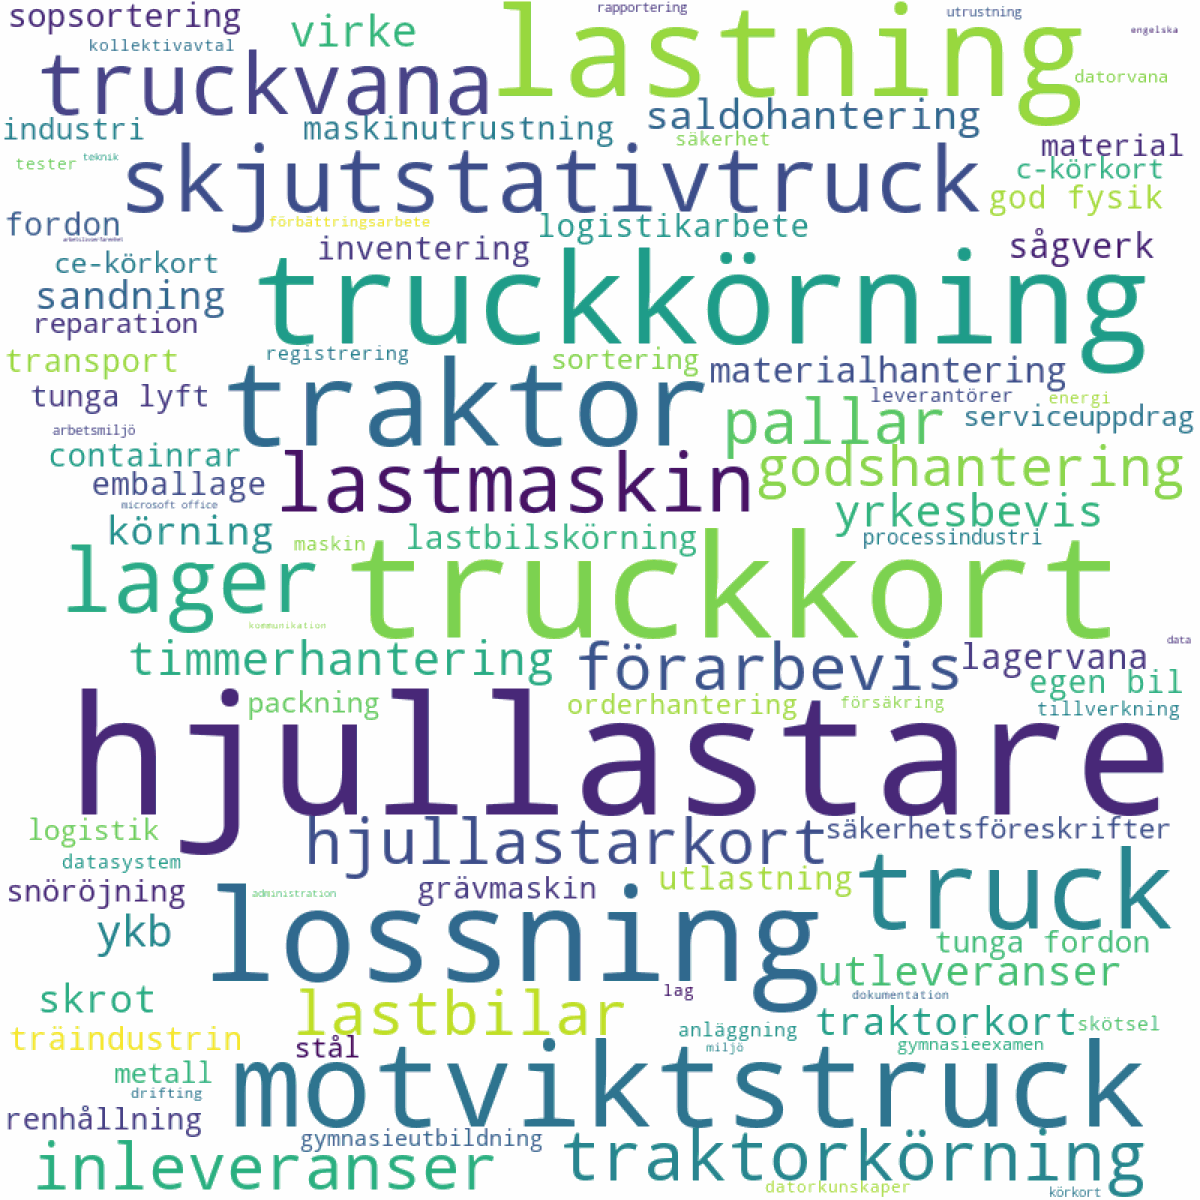 sopsortering
rapportering
utrustning
kollektivavtal
virke
lastning
engelska
truckvana
datorvana
industri
maskinutrustning
saldohantering
säkerhet
material
tester
teknik
skjutstativtruck
c-körkort
god fysik
fordon
förbättringsarbete
logistikarbete
arbetslivserfarenhet
inventering
sågverk
ce-körkort
truckkörning
sandning
reparation
transport
registrering
sortering
materialhantering
tunga lyft
traktor
leverantörer
energi
pallar
serviceuppdrag
arbetsmiljö
containrar
lastmaskin
godshantering
emballage
microsoft office
yrkesbevis
körning
maskin
lastbilskörning
processindustri
lager
truckkort
kommunikation
data
timmerhantering
förarbevis
lagervana
egen bil
packning
orderhantering
försäkring
tillverkning
hjullastare
logistik
hjullastarkort
säkerhetsföreskrifter
datasystem
snöröjning
administration
grävmaskin
utlastning
truck
ykb
lossning
tunga fordon
utleveranser
skrot
lag
dokumentation
lastbilar
träindustrin
anläggning
traktorkort
skötsel
stål
miljö
gymnasieexamen
metall
drifting
motviktstruck
renhållning
gymnasieutbildning
inleveranser
traktorkörning
datorkunskaper
körkort